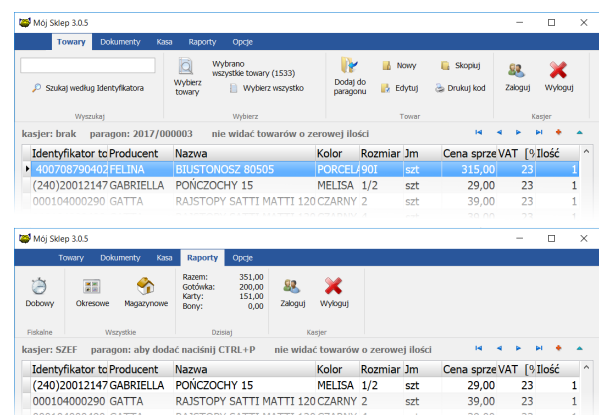 Mój Sklep 3.0.5
Towary Dokumenty Kasa Raporty Opcje
Szukaj według Identyfikatora
Wyszukaj
Wybierz towary
Wybrano
wszystkie towary (1533)
Wybierz wszystko
Wybierz
Dodaj do paragonu
Nowy
Skopiuj
Edytuj
Drukuj kod
Towar
Zaloguj
Wyloguj
Kasjer
kasjer: brak paragon: 2017/000003 nie widać towarów o zerowej ilości
Identyfikator to Producent Nazwa Kolor Rozmiar Jm Cena sprze VAT [% Ilość
400708790402 FELINA BIUSTONOSZ 80505 PORCELA 90I szt 315,00 23 1
(240)20012147 GABRIELLA POŃCZOCHY 15 MELISA 1/2 szt 29,00 23 1
000104000290 GATTA RAJSTOPY SATTI MATTI 120 CZARNY 2 szt 39,00 23 1
Mój Sklep 3.0.5
Towary Dokumenty Kasa Raporty Opcje
Dobowy
Fiskalne
Okresowe
Magazynowe
Wszystkie
Razem: 351,00
Gotówka: 200,00
Karty: 151,00
Bony: 0,00
Dzisiaj
Zaloguj
Wyloguj
Kasjer
kasjer: SZEF paragon: aby dodać naciśnij CTRL+P nie widać towarów o zerowej ilości
Identyfikator to Producent Nazwa Kolor Rozmiar Jm Cena sprze VAT [% Ilość
(240)20012147 GABRIELLA POŃCZOCHY 15 MELISA 1/2 szt 29,00 23 1
000104000290 GATTA RAJSTOPY SATTI MATTI 120 CZARNY 2 szt 39,00 23 1